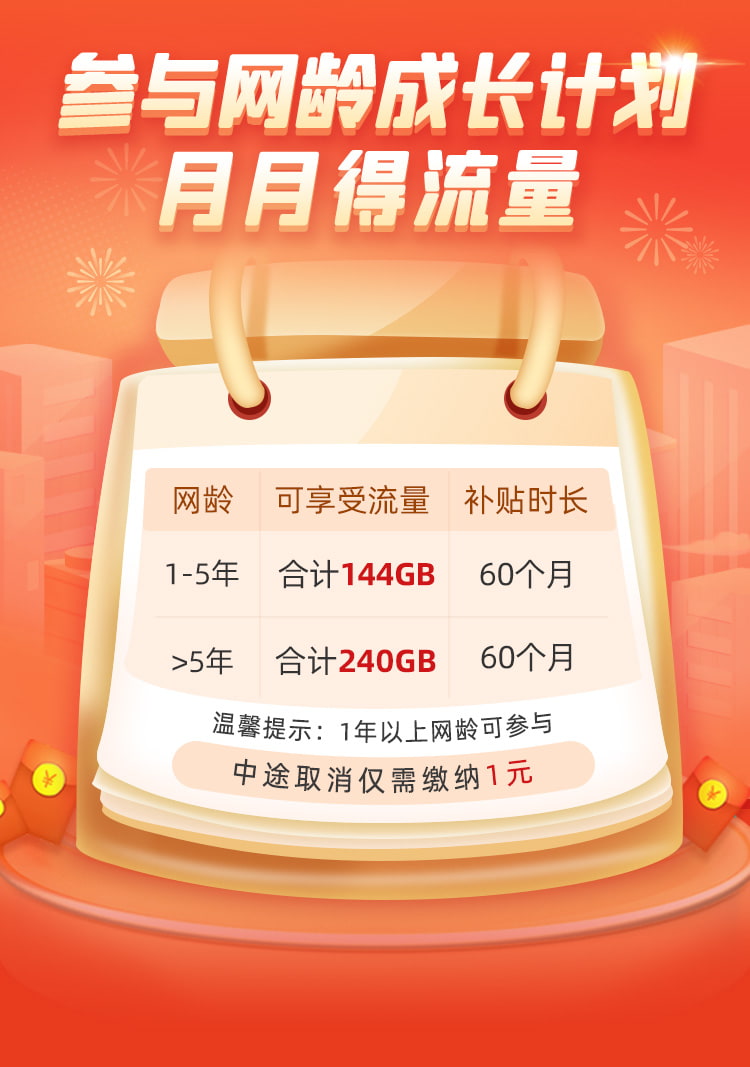 参与网龄成长计划
月月得流量
网龄 可享受流量 补贴时长
1-5年 合计144GB 60个月
>5年 合计240GB 60个月
温馨提示：1年以上网龄可参与
中途取消仅需缴纳1元